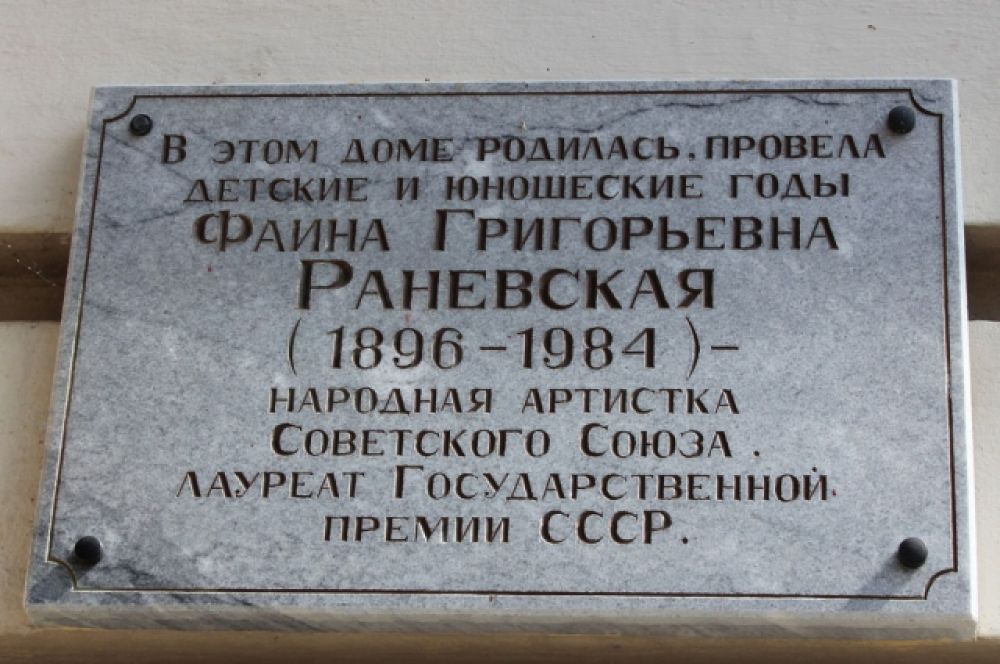 В ЭТОМ ДОМЕ РОДИЛАСЬ, ПРОВЕЛА
ДЕТСКИЕ И ЮНОШЕСКИЕ ГОДЫ
ФАИНА ГРИГОРЬЕВНА
РАНЕВСКАЯ
(1896-1984)-
НАРОДНАЯ АРТИСТКА
СОВЕТСКОГО СОЮЗА.
ЛАУРЕАТ ГОСУДАРСТВЕННОЙ
ПРЕМИИ СССР.